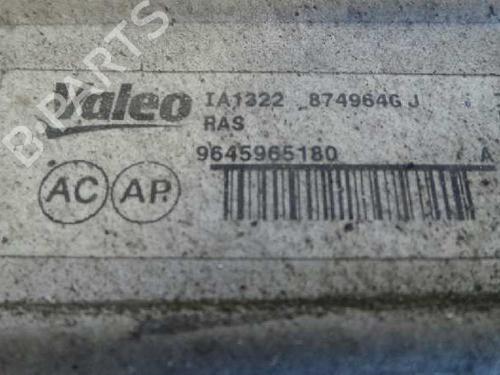 B-PARTS
Valeo IA1322 874964G J
RAS
9645965180 A
AC AP.